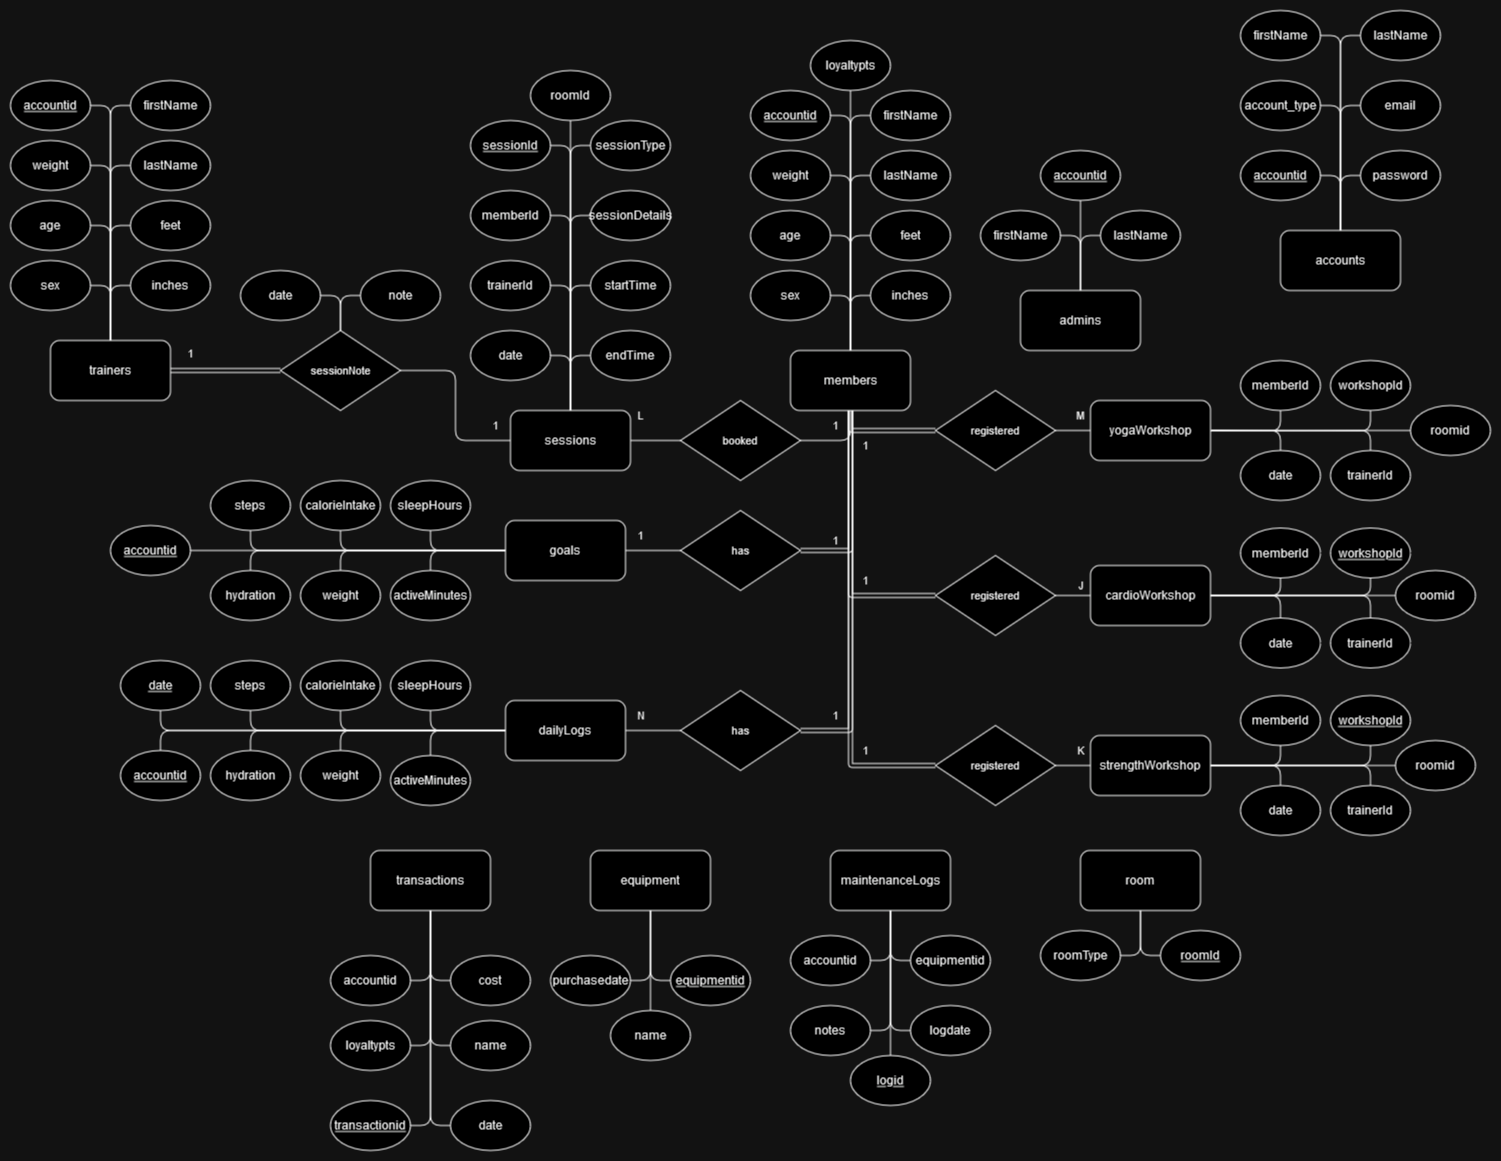 firstName
lastName
account_type
email
accountid
password
accounts
loyaltypts
accountid
firstName
weight
lastName
age
feet
sex
inches
members
accountid
firstName
lastName
admins
roomId
sessionId
sessionType
memberId
sessionDetails
trainerId
startTime
date
endTime
sessions
accountid
firstName
weight
lastName
age
feet
sex
inches
trainers
date
note
1
sessionNote
1
L
booked
1
1
registered
M
yogaWorkshop
memberId
workshopId
roomid
date
trainerId
steps
calorieIntake
sleepHours
accountid
hydration
weight
activeMinutes
goals
1
has
1
1
registered
J
cardioWorkshop
memberId
workshopId
roomid
date
trainerId
date
steps
calorieIntake
sleepHours
accountid
hydration
weight
activeMinutes
dailyLogs
N
has
1
1
registered
K
strengthWorkshop
memberId
workshopId
roomid
date
trainerId
transactions
accountid
cost
loyaltypts
name
transactionid
date
equipment
purchasedate
equipmentid
name
maintenanceLogs
accountid
equipmentid
notes
logdate
logid
room
roomType
roomId